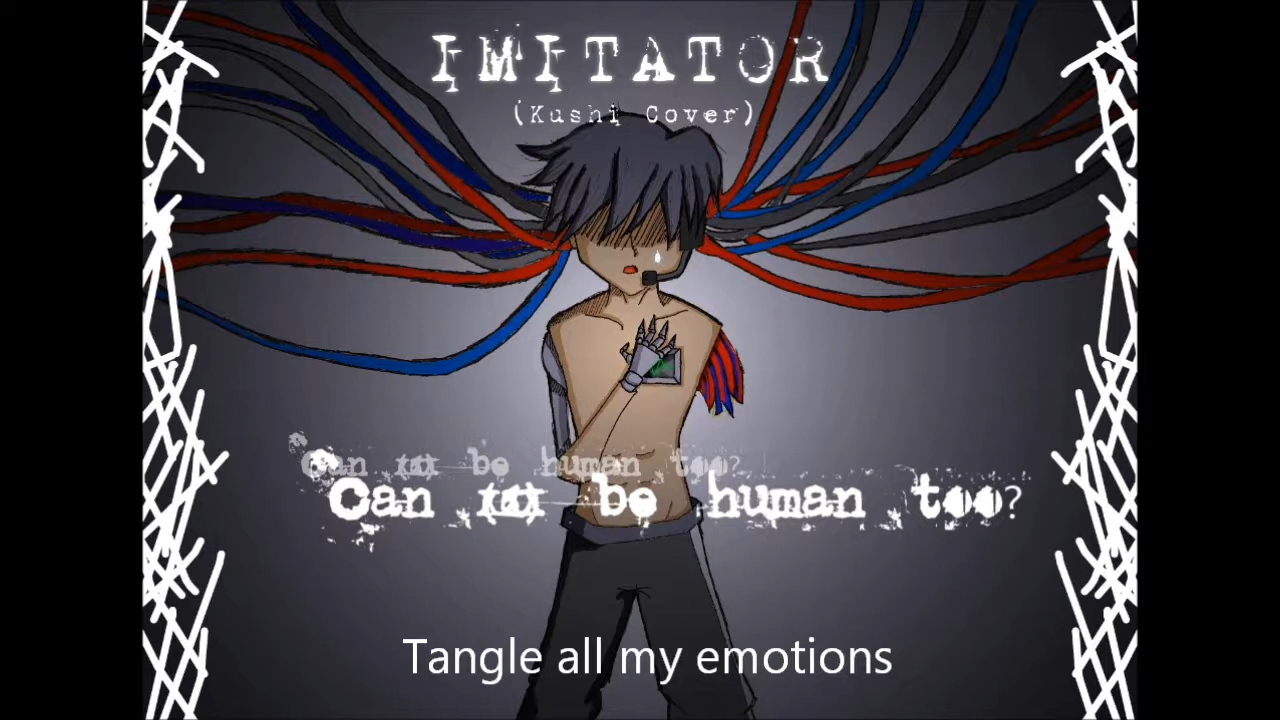 IMITATOR
(Kushi Cover)
Can be human too?
Can be human too?
Tangle all my emotions